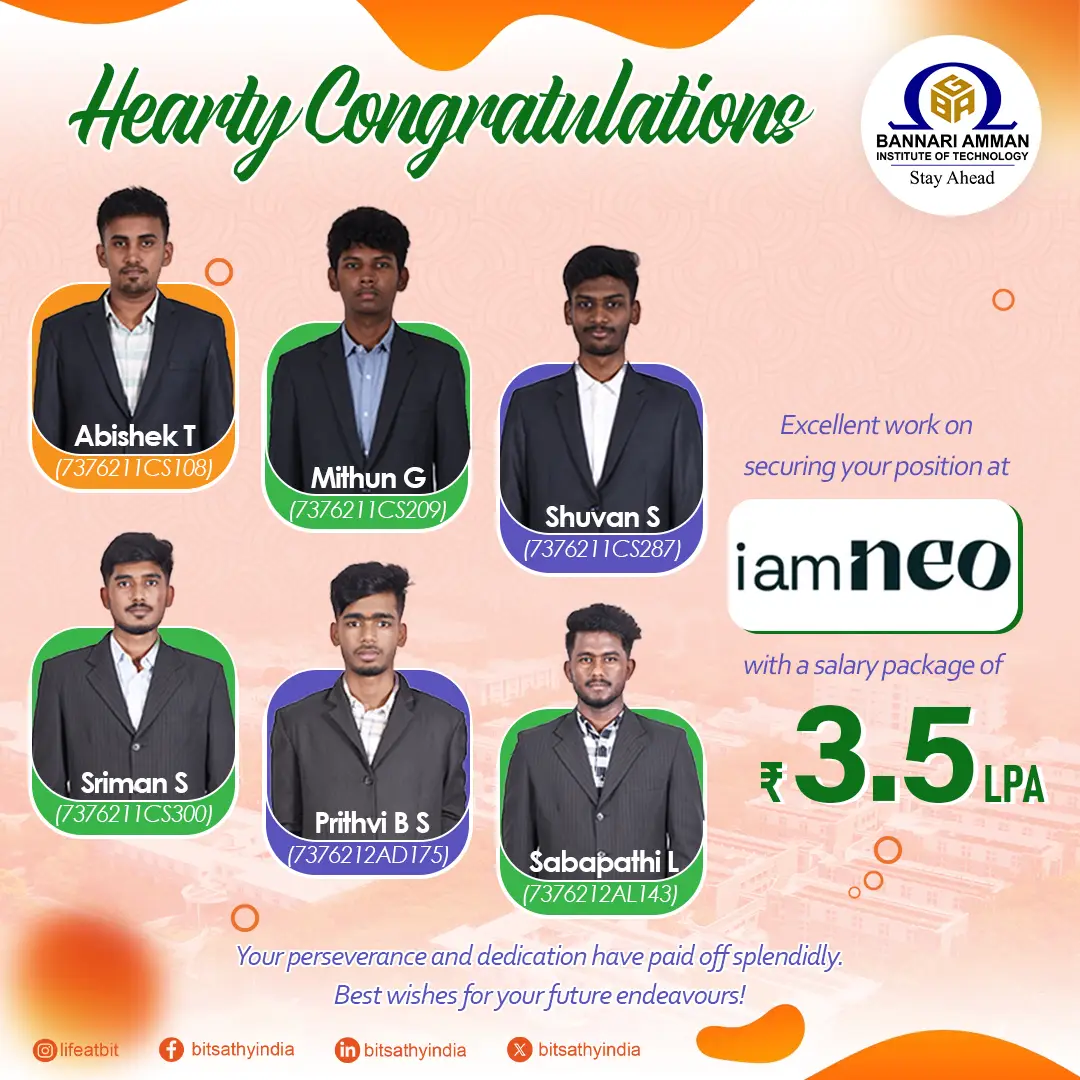 Hearty Congratulations
SGBA
BANNARI AMMAN
INSTITUTE OF TECHNOLOGY
Stay Ahead
Abishek T
(7376211CS108)
Mithun G
(7376211CS209)
Shuvan S
(7376211CS287)
Sriman S
(7376211CS300)
Prithvi B S
(7376212AD175)
Sabapathi L
(7376212AL143)
Excellent work on
securing your position at
iamneo
with a salary package of
₹ 3.5 LPA
Your perseverance and dedication have paid off splendidly.
Best wishes for your future endeavours!
lifeatbit bitsathyindia bitsathyindia bitsathyindia